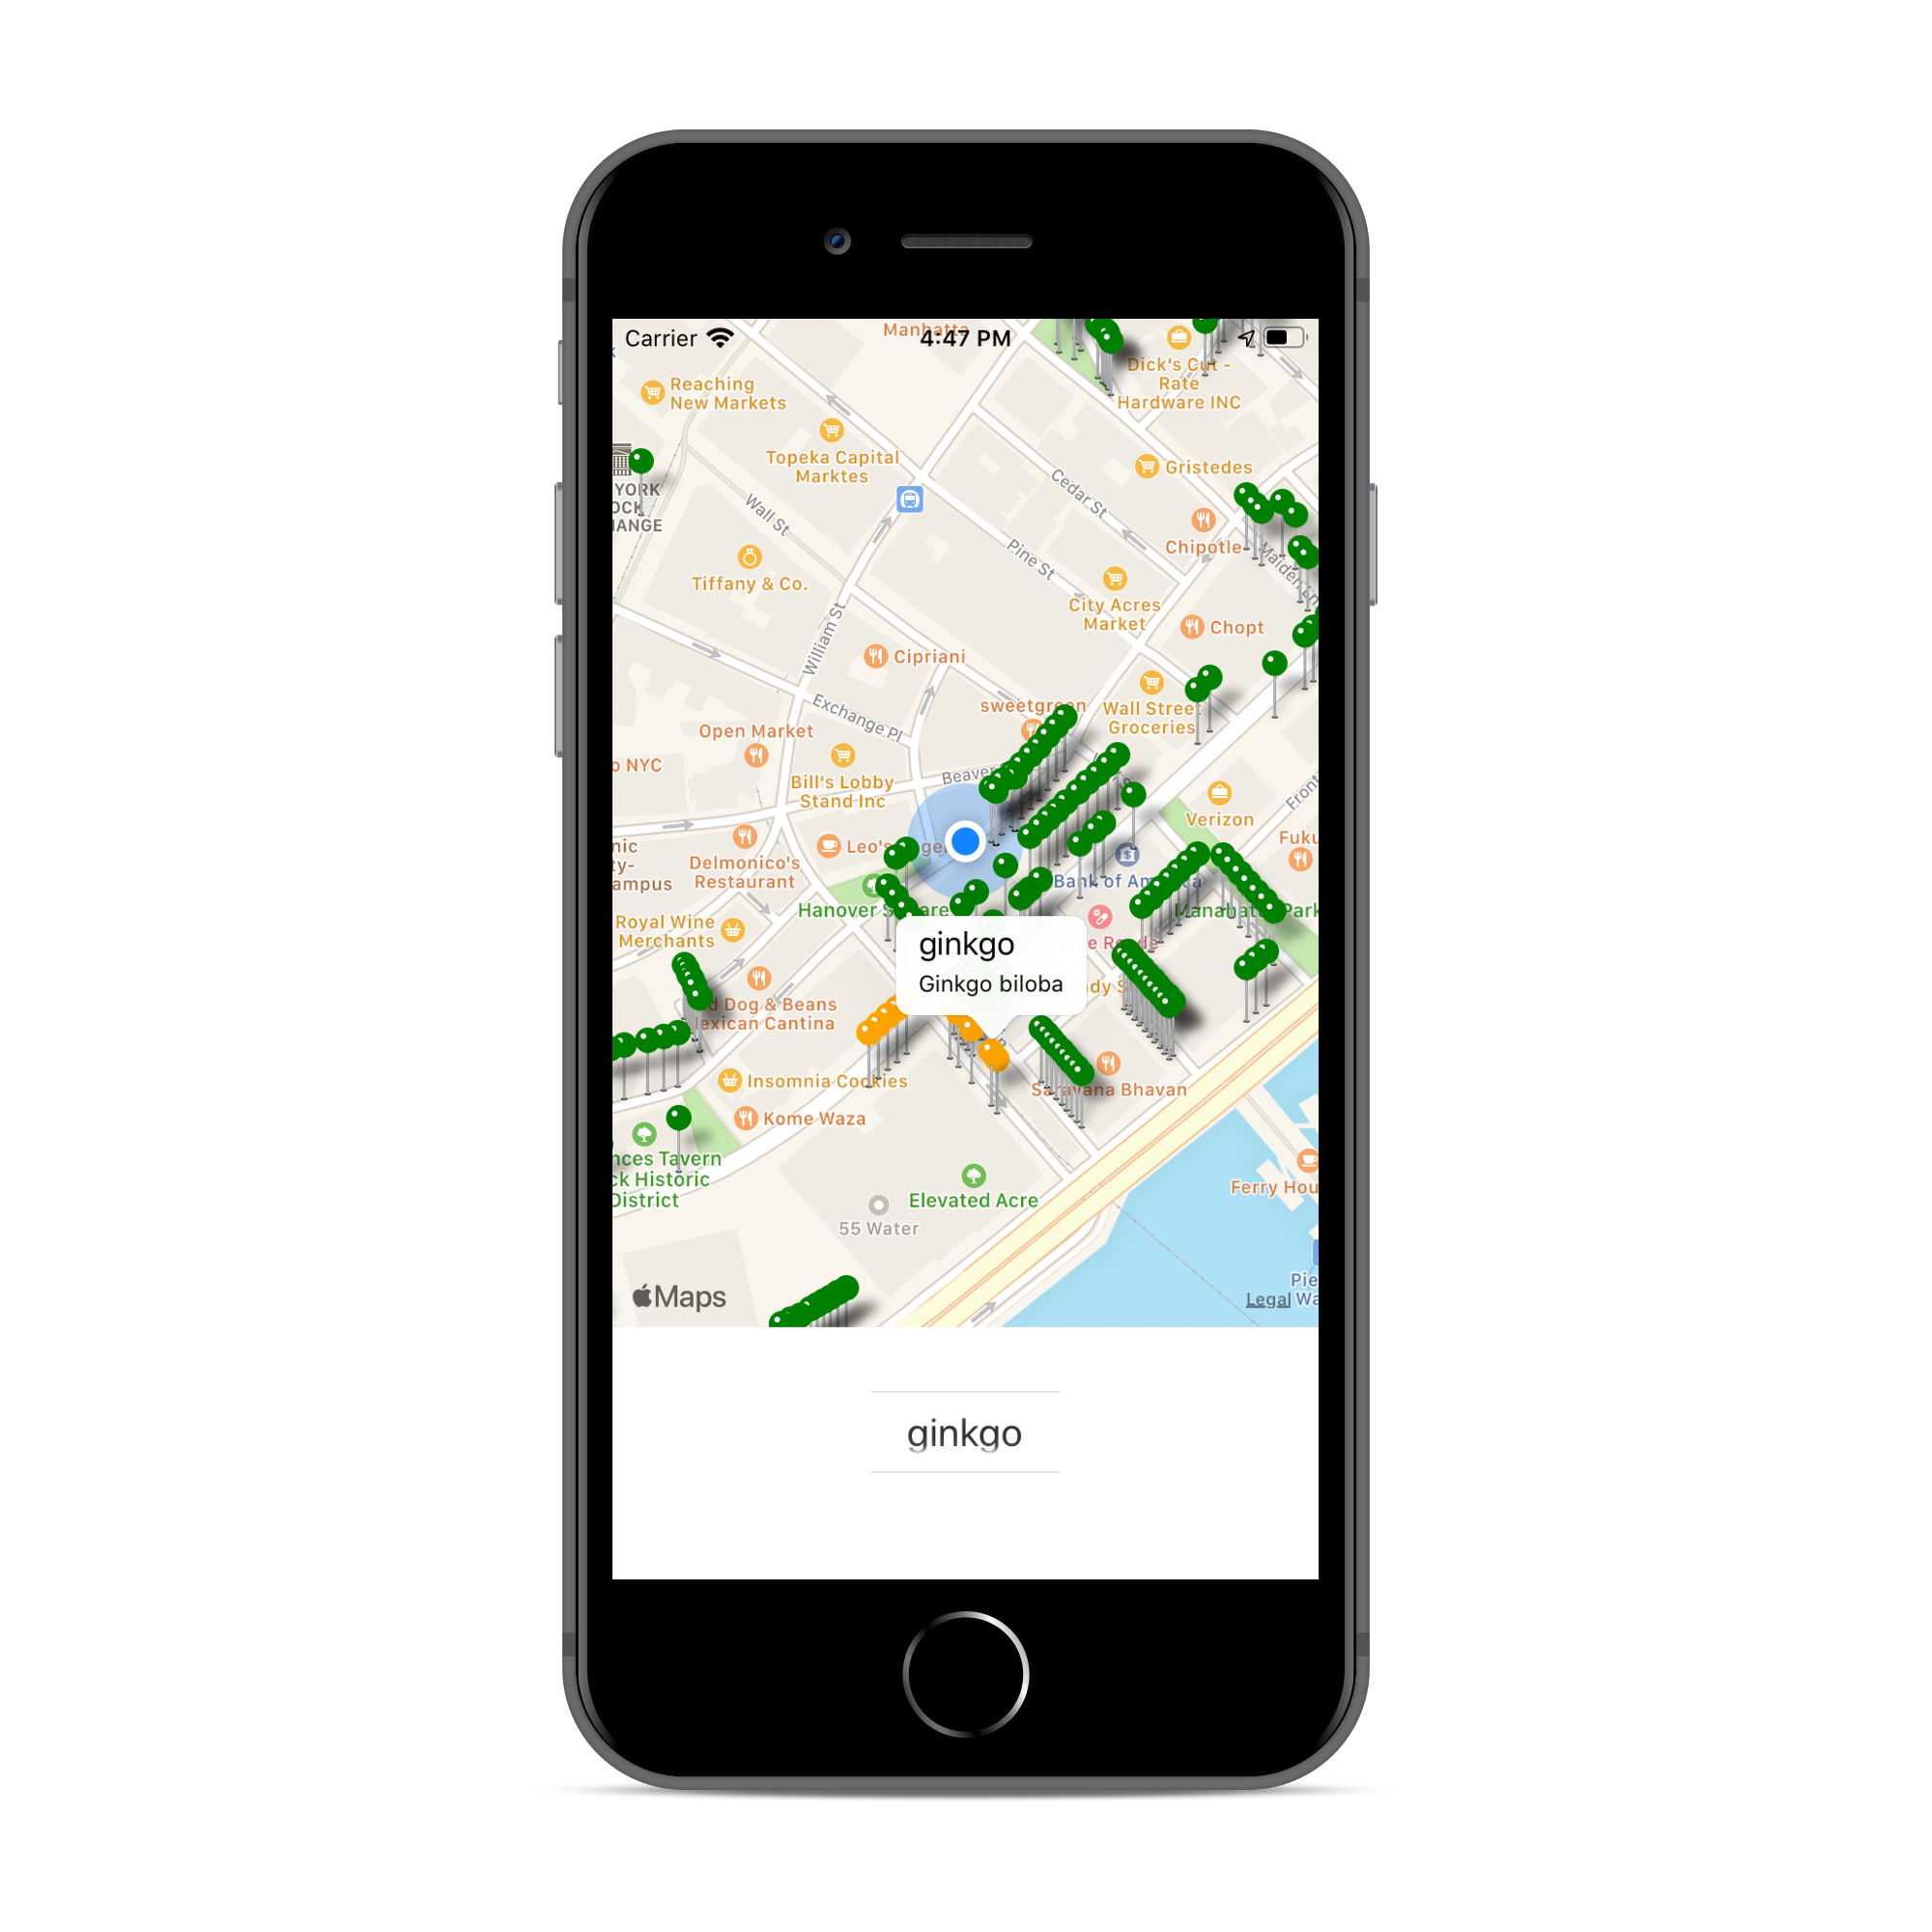 Carrier
4:47 PM
Manhatta
Dick's Cut -
Rate
Hardware INC
Reaching
New Markets
Topeka Capital
Marktes
Gristedes
Cedar St
YORK
OCK
HANGE
Wall St
Chipotle
Pine St
Maiden Ln
Tiffany & Co.
City Acres
Market
Chopt
William St
Cipriani
Exchange Pl
sweetgreen
Wall Street
Groceries
Open Market
o NYC
Bill's Lobby
Stand Inc
Beaver
Front
Verizon
Fuku
Leo's
nic
ty-
ampus
Delmonico's
Restaurant
Bank of America
Hanover Square
Manahatta Park
Royal Wine
Merchants
Duane Reade
ginkgo
Ginkgo biloba
dy S
d Dog & Beans
exican Cantina
Insomnia Cookies
Saravana Bhavan
Kome Waza
nces Tavern
ck Historic
District
Elevated Acre
Ferry Hou
55 Water
Pie
Wa
Maps
Legal
ginkgo